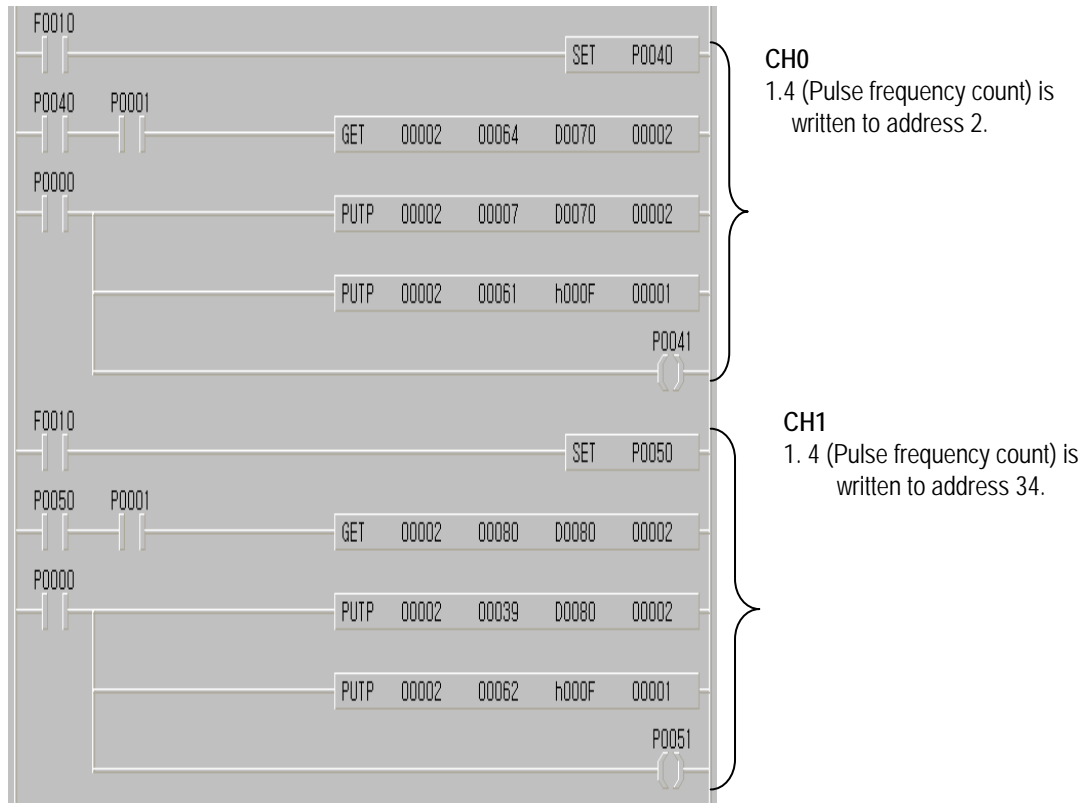 F0010
SET P0040
P0040 P0001
GET 00002 00064 D0070 00002
P0000
PUTP 00002 00007 D0070 00002
PUTP 00002 00061 h000F 00001
P0041
CH0
1.4 (Pulse frequency count) is
written to address 2.
F0010
SET P0050
P0050 P0001
GET 00002 00080 D0080 00002
P0000
PUTP 00002 00039 D0080 00002
PUTP 00002 00062 h000F 00001
P0051
CH1
1. 4 (Pulse frequency count) is
written to address 34.